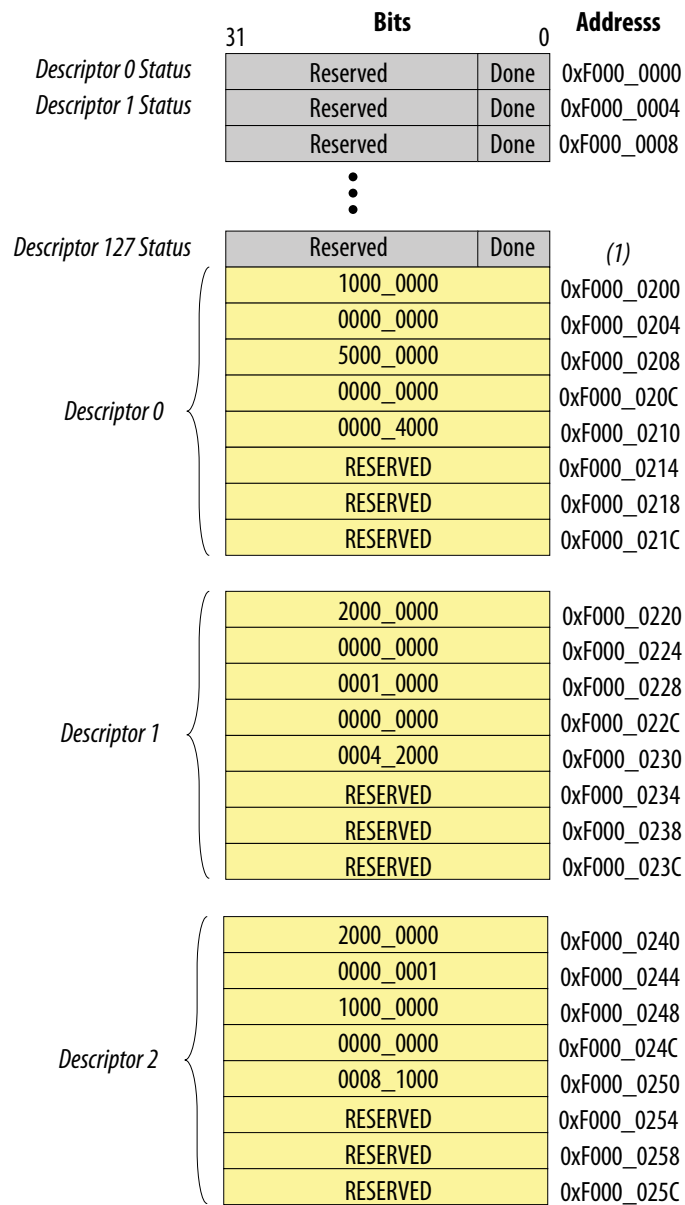 Bits Addresss
31 0
Descriptor 0 Status Reserved Done 0xF000_0000
Descriptor 1 Status Reserved Done 0xF000_0004
Reserved Done 0xF000_0008
Descriptor 127 Status Reserved Done (1)
1000_0000 0xF000_0200
0000_0000 0xF000_0204
5000_0000 0xF000_0208
0000_0000 0xF000_020C
Descriptor 0 0000_4000 0xF000_0210
RESERVED 0xF000_0214
RESERVED 0xF000_0218
RESERVED 0xF000_021C
2000_0000 0xF000_0220
0000_0000 0xF000_0224
0001_0000 0xF000_0228
0000_0000 0xF000_022C
Descriptor 1 0004_2000 0xF000_0230
RESERVED 0xF000_0234
RESERVED 0xF000_0238
RESERVED 0xF000_023C
2000_0000 0xF000_0240
0000_0001 0xF000_0244
1000_0000 0xF000_0248
0000_0000 0xF000_024C
Descriptor 2 0008_1000 0xF000_0250
RESERVED 0xF000_0254
RESERVED 0xF000_0258
RESERVED 0xF000_025C